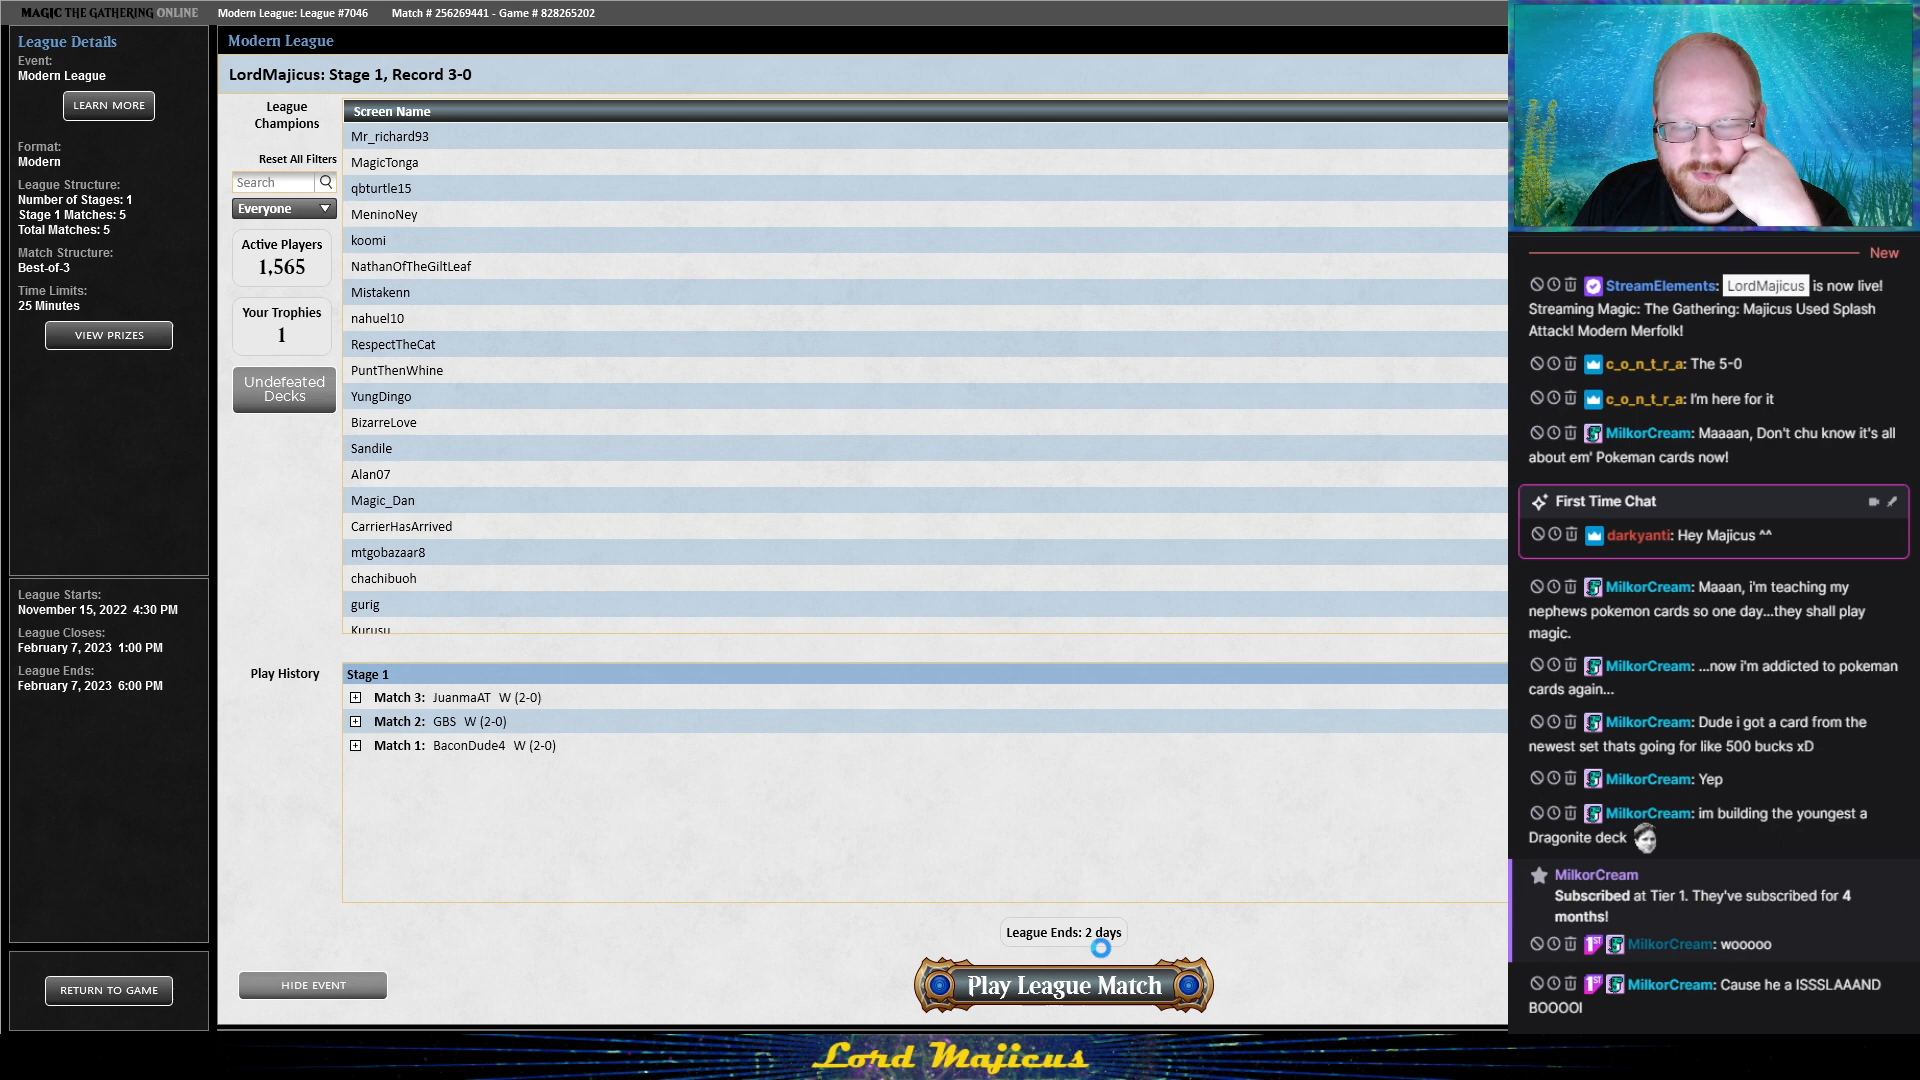 MAGIC THE GATHERING ONLINE
Modern League: League #7046
Match # 256269441 - Game # 828265202
League Details
Event:
Modern League
LEARN MORE
Format:
Modern
League Structure:
Number of Stages: 1
Stage 1 Matches: 5
Total Matches: 5
Match Structure:
Best-of-3
Time Limits:
25 Minutes
VIEW PRIZES
League Starts:
November 15, 2022 4:30 PM
League Closes:
February 7, 2023 1:00 PM
League Ends:
February 7, 2023 6:00 PM
RETURN TO GAME
Modern League
LordMajicus: Stage 1, Record 3-0
League
Champions
Reset All Filters
Search
Everyone
Active Players
1,565
Your Trophies
1
Undefeated
Decks
Screen Name
Mr_richard93
MagicTonga
qbturtle15
MeninoNey
koomi
NathanOfTheGiltLeaf
Mistakenn
nahuel10
RespectTheCat
PuntThenWhine
YungDingo
BizarreLove
Sandile
Alan07
Magic_Dan
CarrierHasArrived
mtgobazaar8
chachibuoh
gurig
Kurusu
Play History
Stage 1
Match 3: JuanmaAT W (2-0)
Match 2: GBS W (2-0)
Match 1: BaconDude4 W (2-0)
League Ends: 2 days
HIDE EVENT
Play League Match
New
StreamElements: LordMajicus is now live!
Streaming Magic: The Gathering: Majicus Used Splash
Attack! Modern Merfolk!
c_o_n_t_r_a: The 5-0
c_o_n_t_r_a: I'm here for it
MilkorCream: Maaaan, Don't chu know it's all
about em' Pokeman cards now!
First Time Chat
darkyanti: Hey Majicus ^^
MilkorCream: Maaan, i'm teaching my
nephews pokemon cards so one day...they shall play
magic.
MilkorCream: ...now i'm addicted to pokeman
cards again...
MilkorCream: Dude i got a card from the
newest set thats going for like 500 bucks xD
MilkorCream: Yep
MilkorCream: im building the youngest a
Dragonite deck
MilkorCream
Subscribed at Tier 1. They've subscribed for 4
months!
1ST MilkorCream: wooooo
1ST MilkorCream: Cause he a ISSSLAAAND
BOOOOI
Lord Majicus